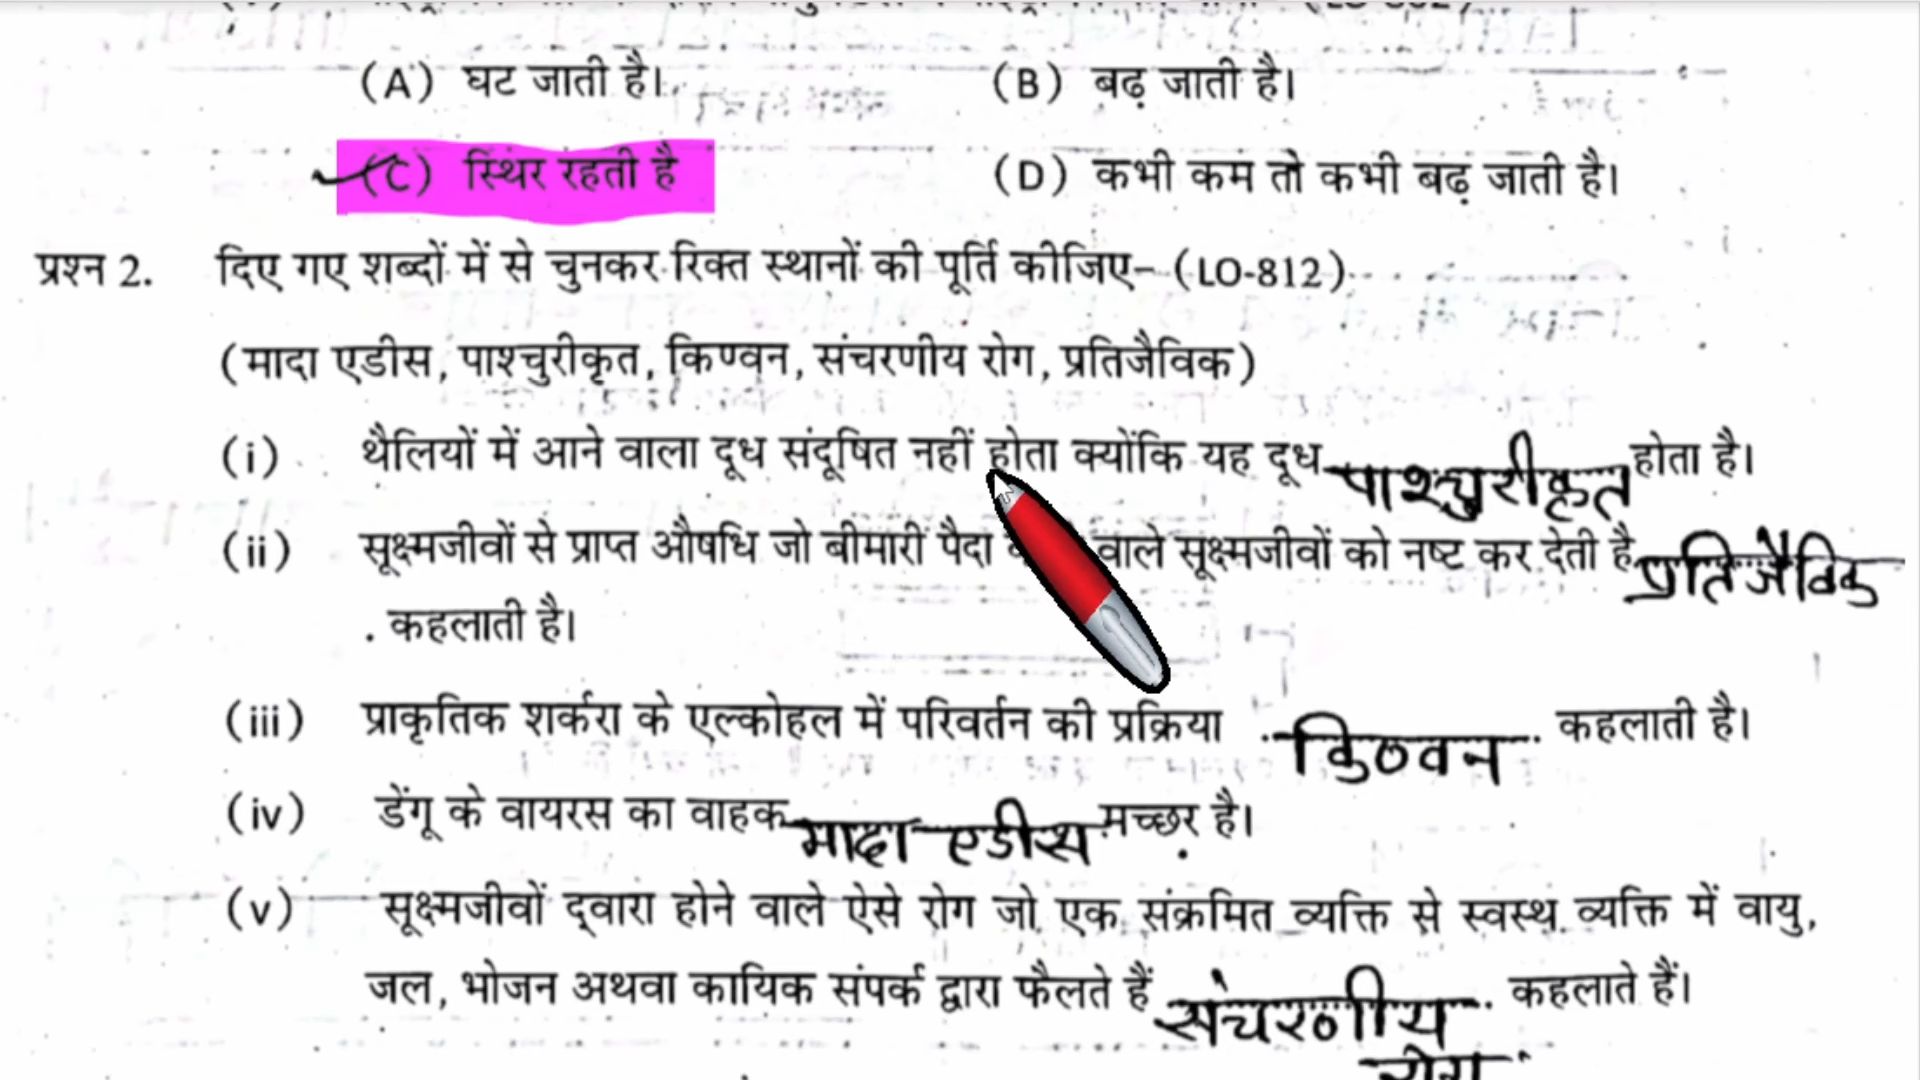 (A) घट जाती है।
(B) बढ़ जाती है।
(C) स्थिर रहती है
(D) कभी कम तो कभी बढ़ जाती है।
प्रश्न 2. दिए गए शब्दों में से चुनकर रिक्त स्थानों की पूर्ति कीजिए– (LO-812)
(मादा एडीस, पाश्चुरीकृत, किण्वन, संचरणीय रोग, प्रतिजैविक)
(i) थैलियों में आने वाला दूध संदूषित नहीं होता क्योंकि यह दूध पाश्चुरीकृत होता है।
(ii) सूक्ष्मजीवों से प्राप्त औषधि जो बीमारी पैदा वाले सूक्ष्मजीवों को नष्ट कर देती है प्रतिजैविक
. कहलाती है।
(iii) प्राकृतिक शर्करा के एल्कोहल में परिवर्तन की प्रक्रिया किण्वन कहलाती है।
(iv) डेंगू के वायरस का वाहक मादा एडीस मच्छर है।
(v) सूक्ष्मजीवों द्वारा होने वाले ऐसे रोग जो एक संक्रमित व्यक्ति से स्वस्थ व्यक्ति में वायु,
जल, भोजन अथवा कायिक संपर्क द्वारा फैलते हैं संचरणीय कहलाते हैं।
रोग